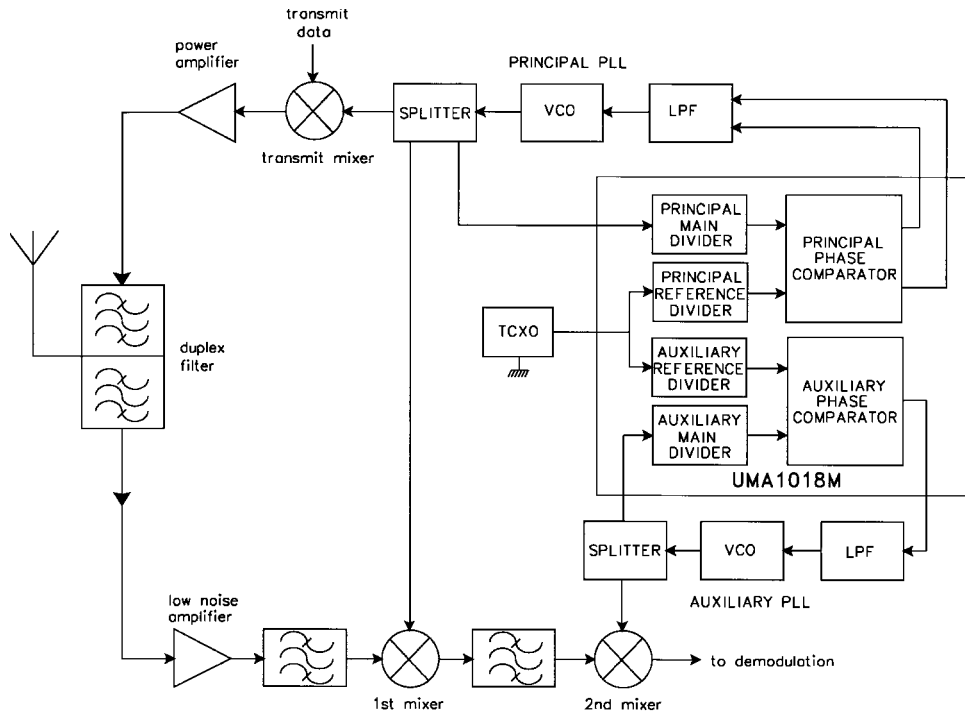 transmit
data
power
amplifier
PRINCIPAL PLL
SPLITTER
VCO
LPF
transmit mixer
PRINCIPAL
MAIN
DIVIDER
PRINCIPAL
PHASE
COMPARATOR
PRINCIPAL
REFERENCE
DIVIDER
TCXO
duplex
filter
AUXILIARY
REFERENCE
DIVIDER
AUXILIARY
PHASE
COMPARATOR
AUXILIARY
MAIN
DIVIDER
UMA1018M
SPLITTER
VCO
LPF
AUXILIARY PLL
low noise
amplifier
to demodulation
1st mixer
2nd mixer